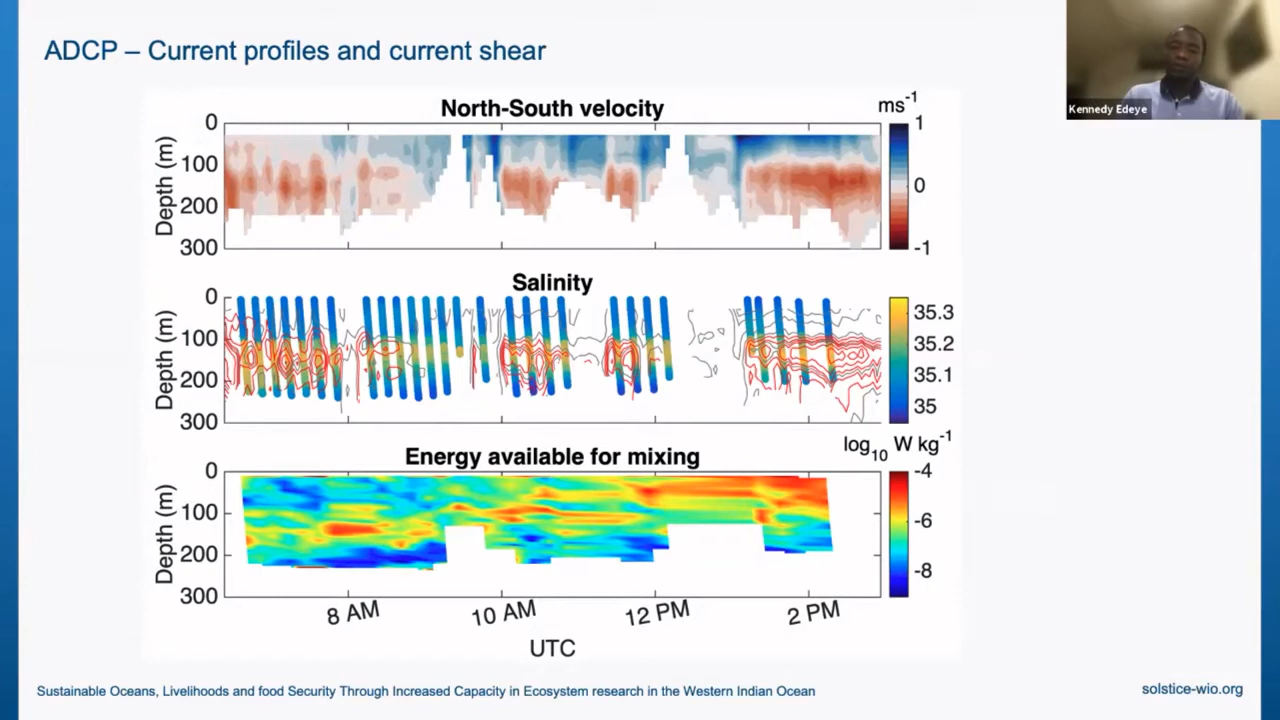 ADCP – Current profiles and current shear
Kennedy Edeye
North-South velocity
ms-1
Depth (m)
0
100
200
300
1
0
-1
Salinity
Depth (m)
0
100
200
300
35.3
35.2
35.1
35
Energy available for mixing
log10 W kg-1
Depth (m)
0
100
200
300
-4
-6
-8
8 AM
10 AM
12 PM
2 PM
UTC
Sustainable Oceans, Livelihoods and food Security Through Increased Capacity in Ecosystem research in the Western Indian Ocean
solstice-wio.org